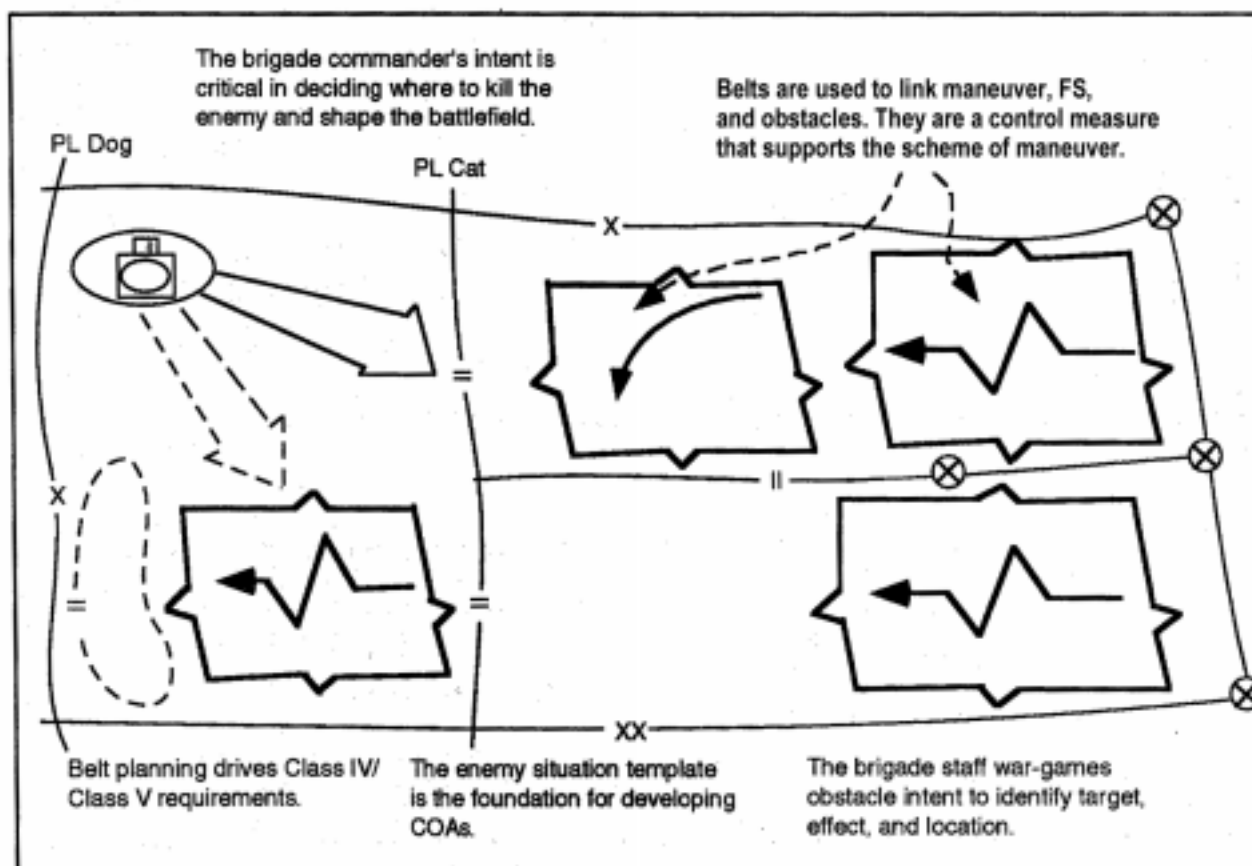 The brigade commander's intent is
critical in deciding where to kill the
enemy and shape the battlefield.
Belts are used to link maneuver, FS,
and obstacles. They are a control measure
that supports the scheme of maneuver.
PL Dog
PL Cat
X
X
XX
Belt planning drives Class IV/
Class V requirements.
The enemy situation template
is the foundation for developing
COAs.
The brigade staff war-games
obstacle intent to identify target,
effect, and location.